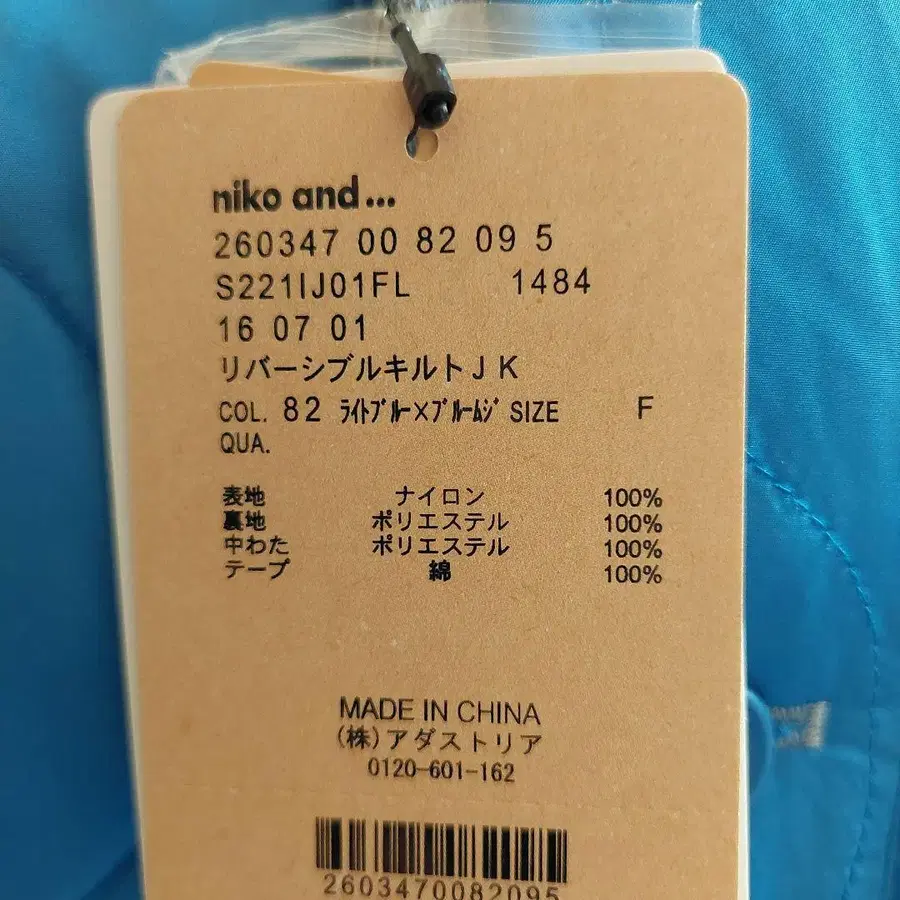 niko and...
260347 00 82 09 5
S221IJ01FL 1484
16 07 01
リバーシブルキルトJK
COL. 82 ﾗｲﾄﾌﾞﾙｰ×ﾌﾞﾙｰﾑｼﾞ SIZE F
QUA.
表地 ナイロン 100%
裏地 ポリエステル 100%
中わた ポリエステル 100%
テープ 綿 100%
MADE IN CHINA
(株)アダストリア
0120-601-162
2603470082095